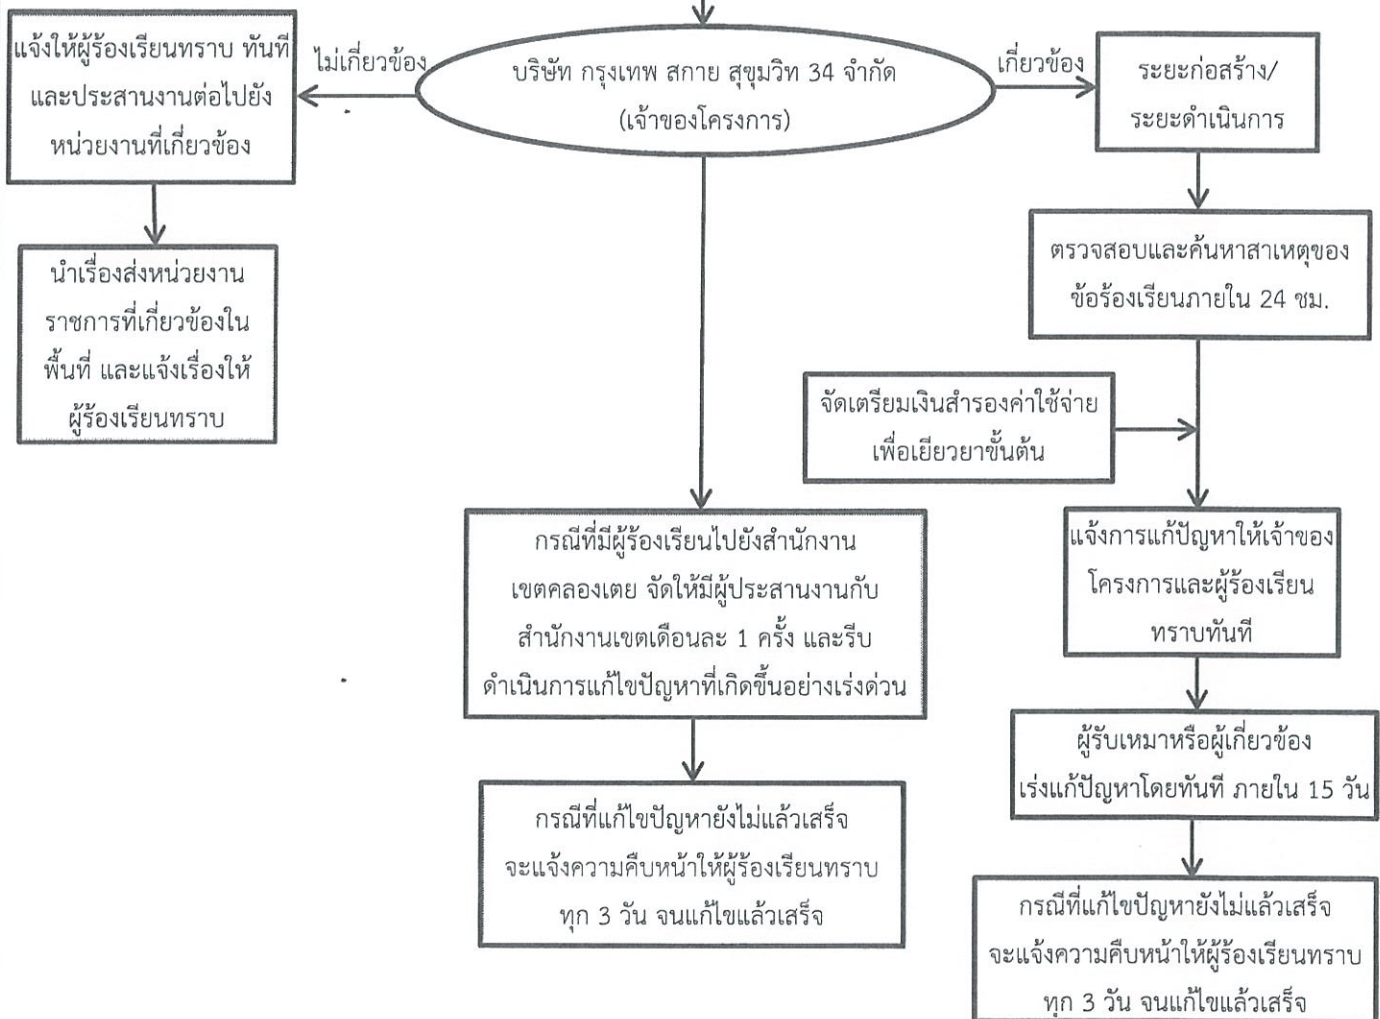 แจ้งให้ผู้ร้องเรียนทราบ ทันที
และประสานงานต่อไปยัง
หน่วยงานที่เกี่ยวข้อง
ไม่เกี่ยวข้อง
บริษัท กรุงเทพ สกาย สุขุมวิท 34 จำกัด
(เจ้าของโครงการ)
เกี่ยวข้อง
ระยะก่อสร้าง/
ระยะดำเนินการ
นำเรื่องส่งหน่วยงาน
ราชการที่เกี่ยวข้องใน
พื้นที่ และแจ้งเรื่องให้
ผู้ร้องเรียนทราบ
ตรวจสอบและค้นหาสาเหตุของ
ข้อร้องเรียนภายใน 24 ชม.
จัดเตรียมเงินสำรองค่าใช้จ่าย
เพื่อเยียวยาขั้นต้น
กรณีที่มีผู้ร้องเรียนไปยังสำนักงาน
เขตคลองเตย จัดให้มีผู้ประสานงานกับ
สำนักงานเขตเดือนละ 1 ครั้ง และรีบ
ดำเนินการแก้ไขปัญหาที่เกิดขึ้นอย่างเร่งด่วน
แจ้งการแก้ปัญหาให้เจ้าของ
โครงการและผู้ร้องเรียน
ทราบทันที
ผู้รับเหมาหรือผู้เกี่ยวข้อง
เร่งแก้ปัญหาโดยทันที ภายใน 15 วัน
กรณีที่แก้ไขปัญหายังไม่แล้วเสร็จ
จะแจ้งความคืบหน้าให้ผู้ร้องเรียนทราบ
ทุก 3 วัน จนแก้ไขแล้วเสร็จ
กรณีที่แก้ไขปัญหายังไม่แล้วเสร็จ
จะแจ้งความคืบหน้าให้ผู้ร้องเรียนทราบ
ทุก 3 วัน จนแก้ไขแล้วเสร็จ